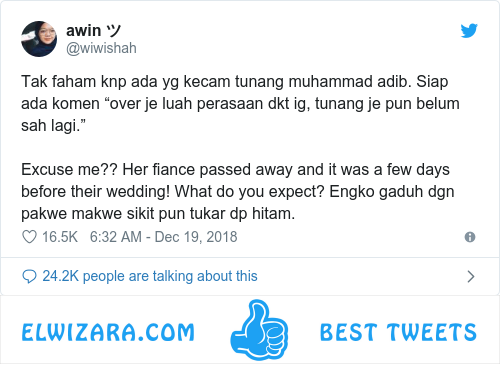 awin ツ
@wiwishah
Tak faham knp ada yg kecam tunang muhammad adib. Siap
ada komen “over je luah perasaan dkt ig, tunang je pun belum
sah lagi.”
Excuse me?? Her fiance passed away and it was a few days
before their wedding! What do you expect? Engko gaduh dgn
pakwe makwe sikit pun tukar dp hitam.
16.5K 6:32 AM - Dec 19, 2018
24.2K people are talking about this
ELWIZARA.COM BEST TWEETS